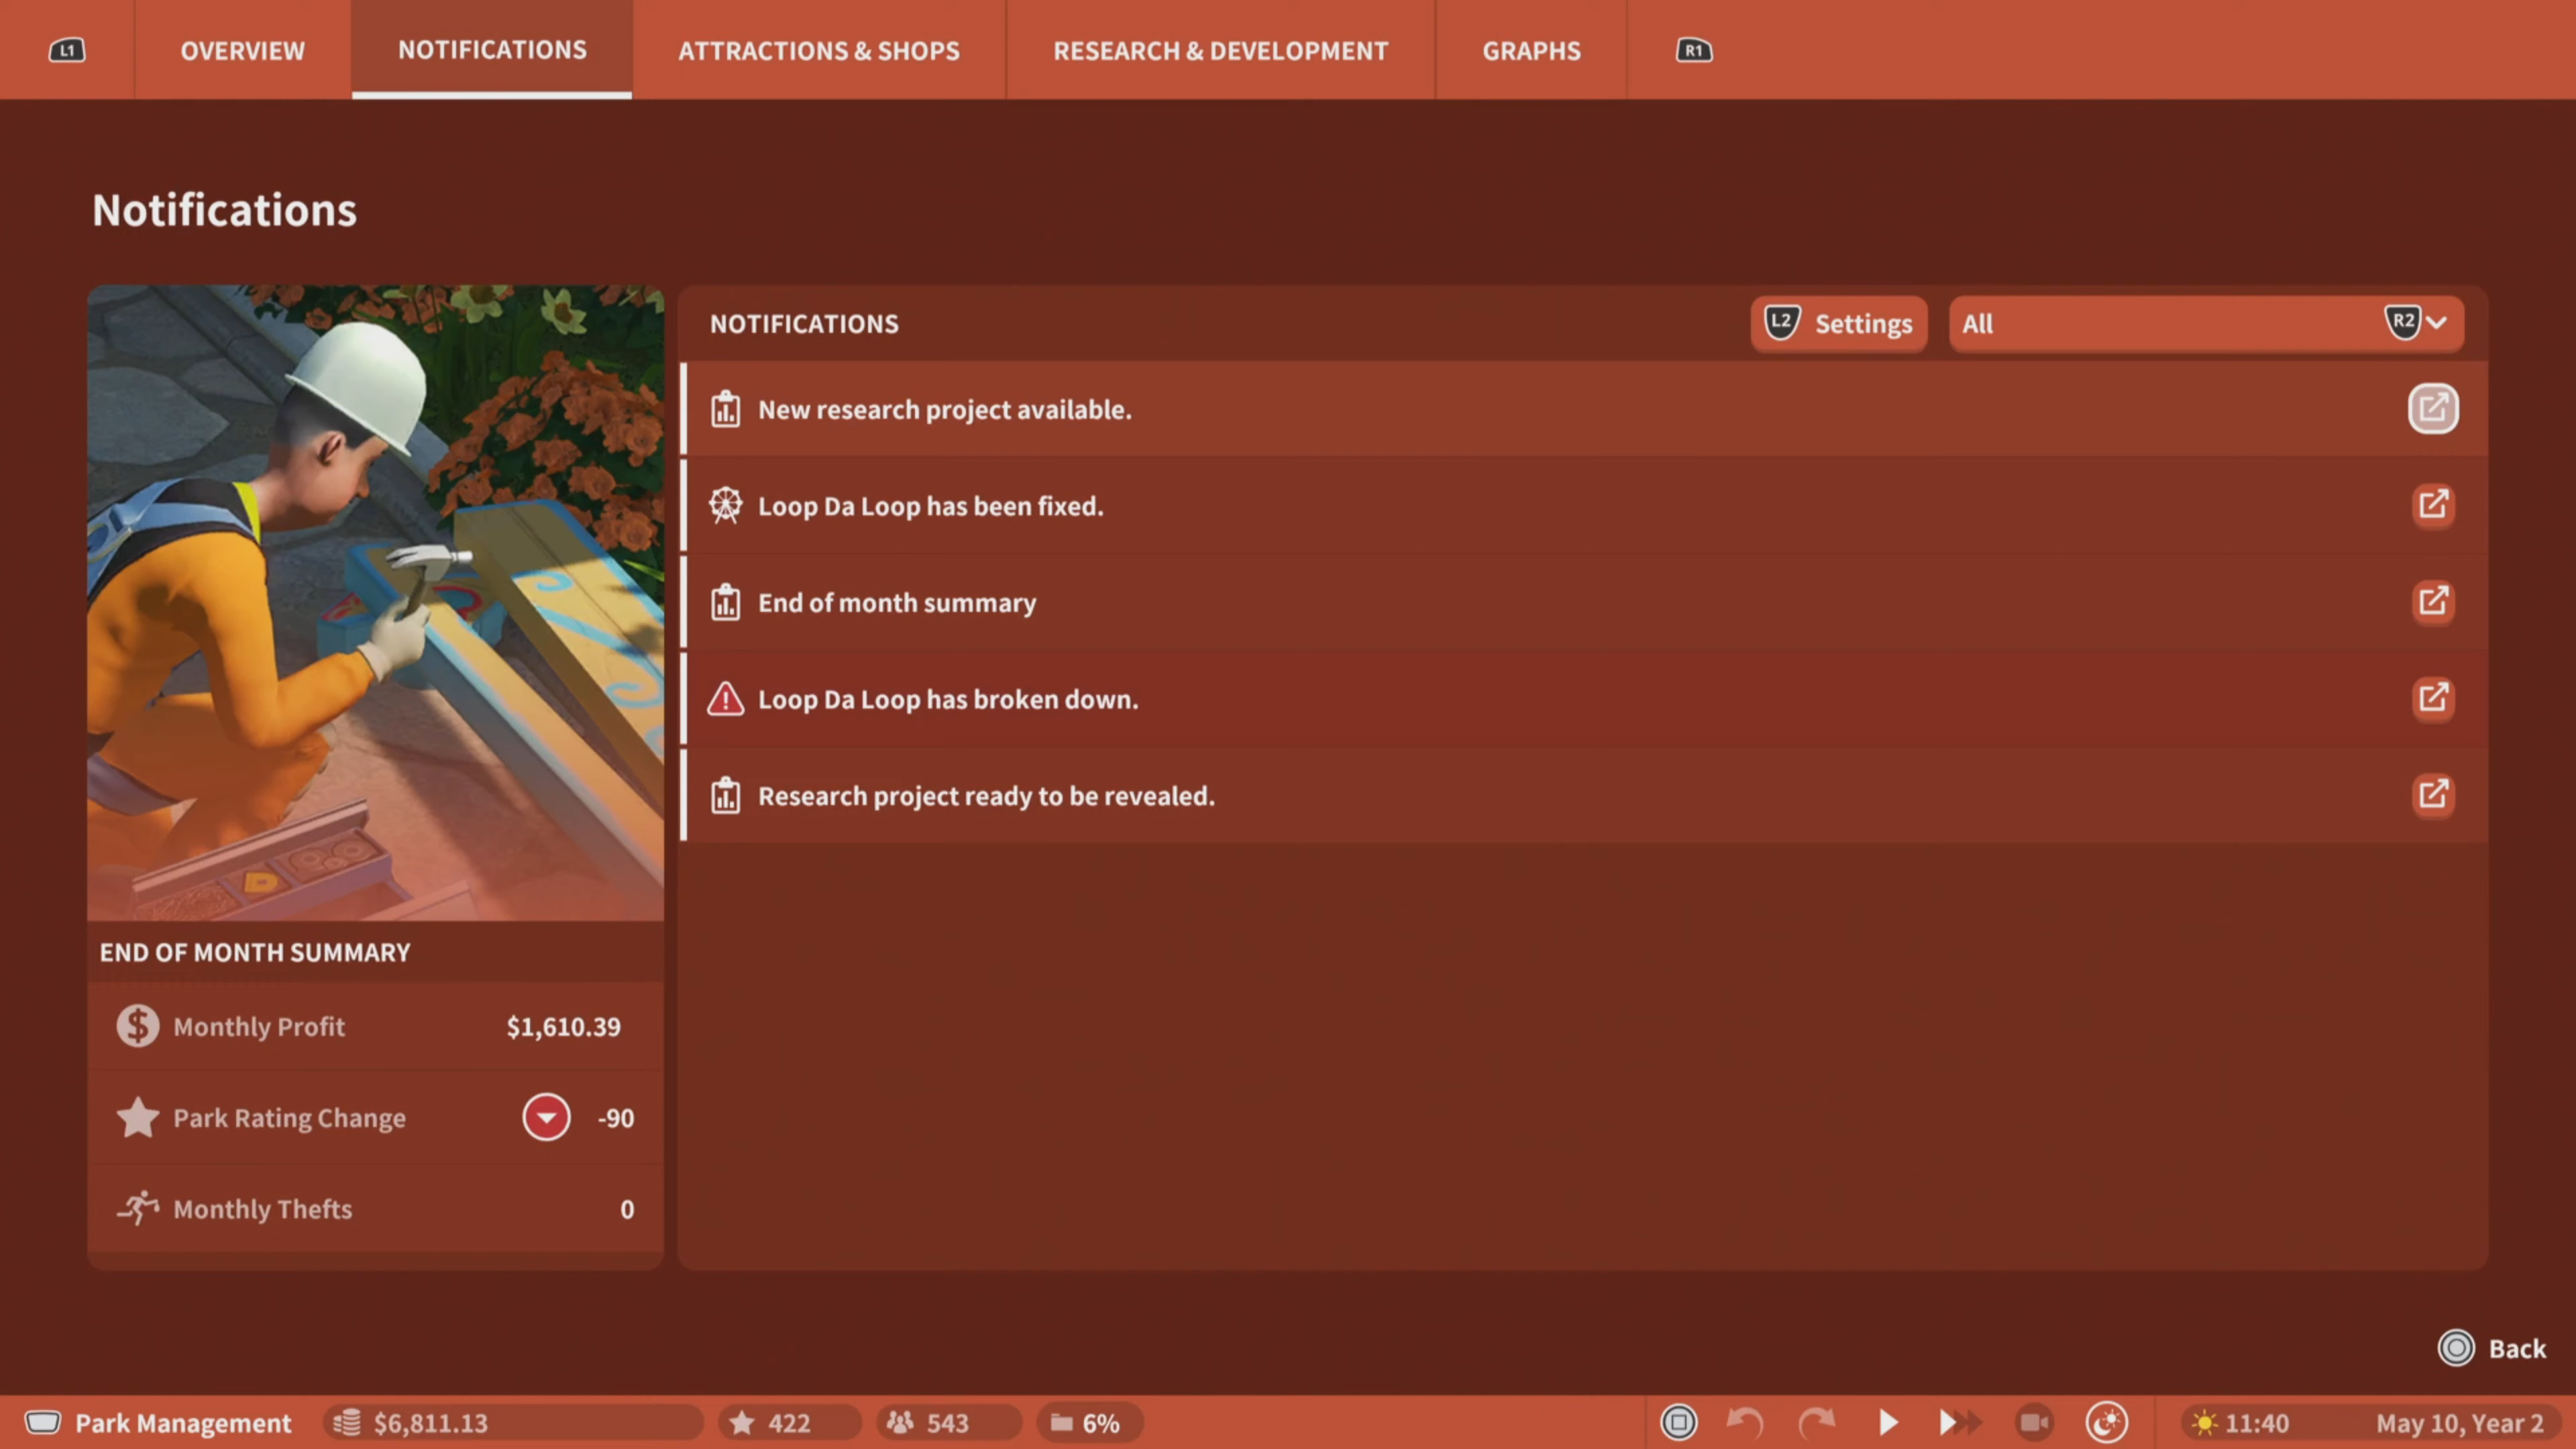 L1 OVERVIEW NOTIFICATIONS ATTRACTIONS & SHOPS RESEARCH & DEVELOPMENT GRAPHS R1
Notifications
NOTIFICATIONS L2 Settings All R2
New research project available.
Loop Da Loop has been fixed.
End of month summary
Loop Da Loop has broken down.
Research project ready to be revealed.
END OF MONTH SUMMARY
Monthly Profit $1,610.39
Park Rating Change -90
Monthly Thefts 0
Back
Park Management $6,811.13 422 543 6% 11:40 May 10, Year 2